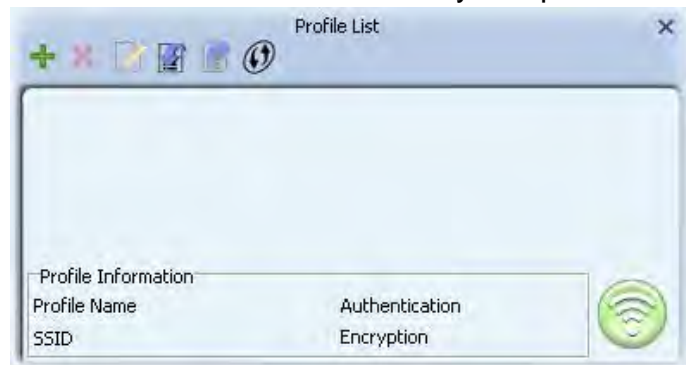 Profile List
Profile Information
Profile Name Authentication
SSID Encryption